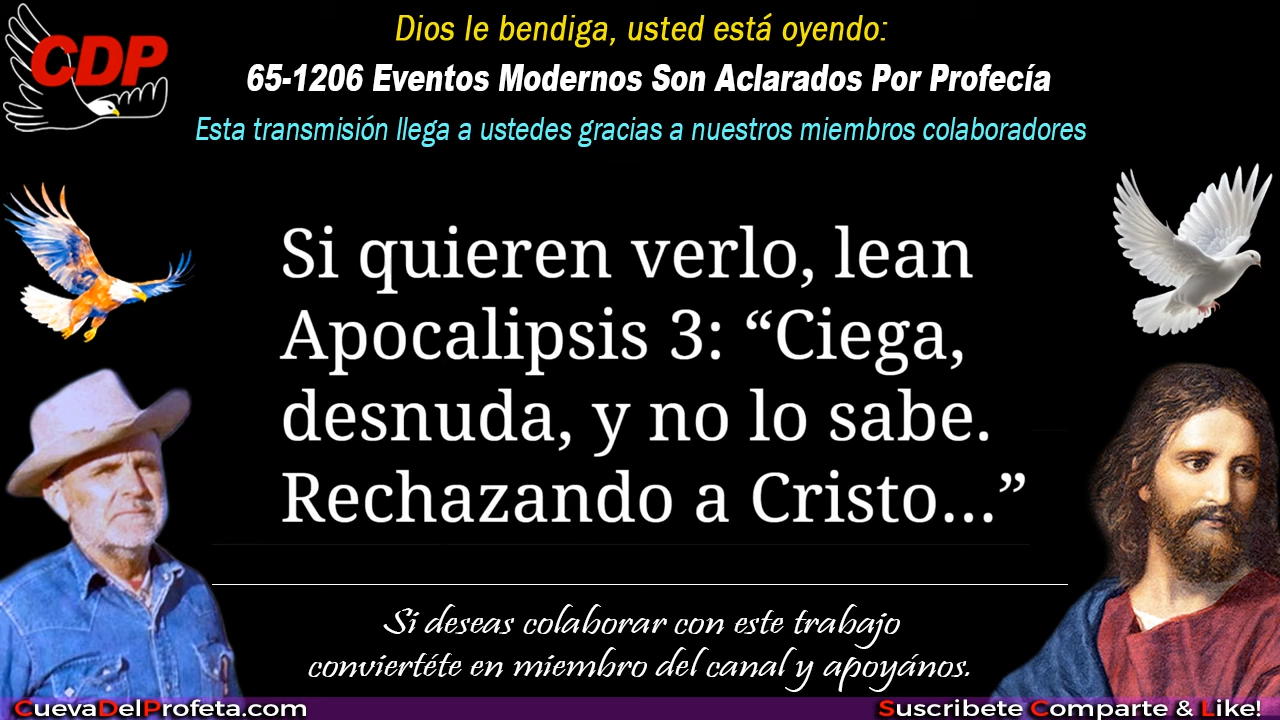 CDP
Dios le bendiga, usted está oyendo:
65-1206 Eventos Modernos Son Aclarados Por Profecía
Esta transmisión llega a ustedes gracias a nuestros miembros colaboradores
Si quieren verlo, lean
Apocalipsis 3: “Ciega,
desnuda, y no lo sabe.
Rechazando a Cristo...”
Si deseas colaborar con este trabajo
conviertéte en miembro del canal y apoyános.
CuevaDelProfeta.com
Suscribete Comparte & Like!